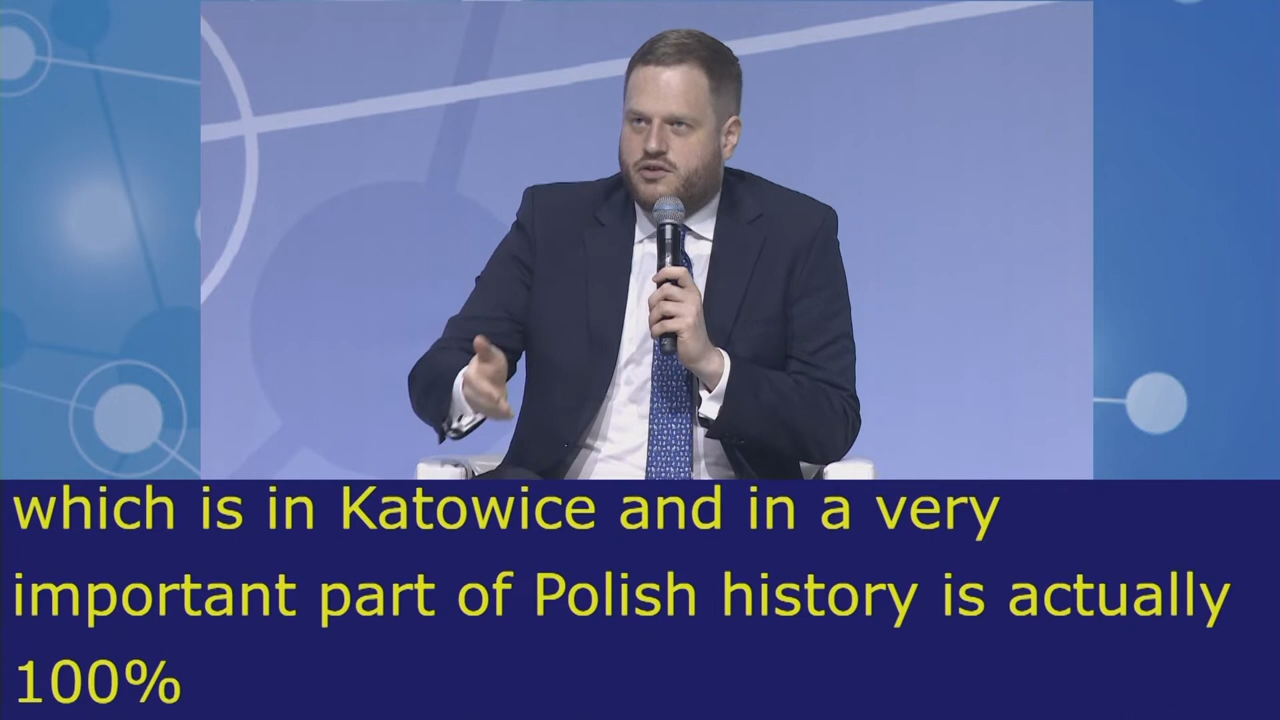 which is in Katowice and in a very
important part of Polish history is actually
100%